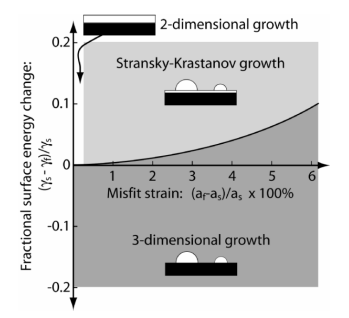 2-dimensional growth
Fractional surface energy change:
(γs - γf)/γs
0.2
Stransky-Krastanov growth
0.1
0
1 2 3 4 5 6
Misfit strain: (af-as)/as x 100%
-0.1
3-dimensional growth
-0.2